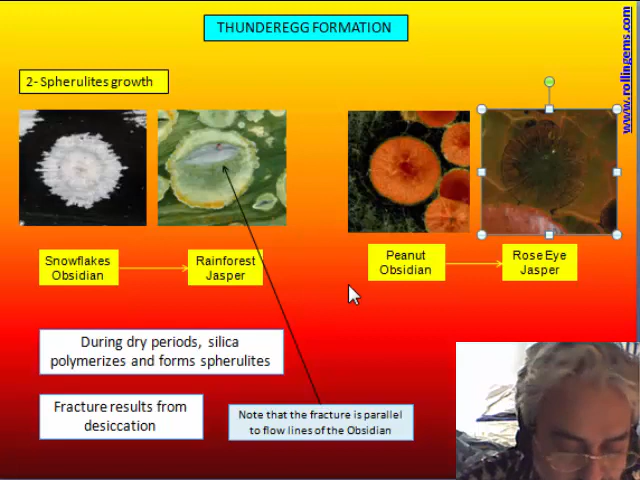 THUNDEREGG FORMATION
www.rollingems.com
2- Spherulites growth
Snowflakes
Obsidian
Rainforest
Jasper
Peanut
Obsidian
Rose Eye
Jasper
During dry periods, silica
polymerizes and forms spherulites
Fracture results from
desiccation
Note that the fracture is parallel
to flow lines of the Obsidian